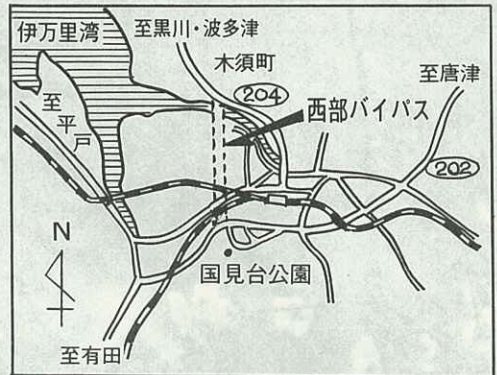 伊万里湾
至黒川・波多津
木須町
至唐津
204
西部バイパス
至平戸
202
N
国見台公園
至有田